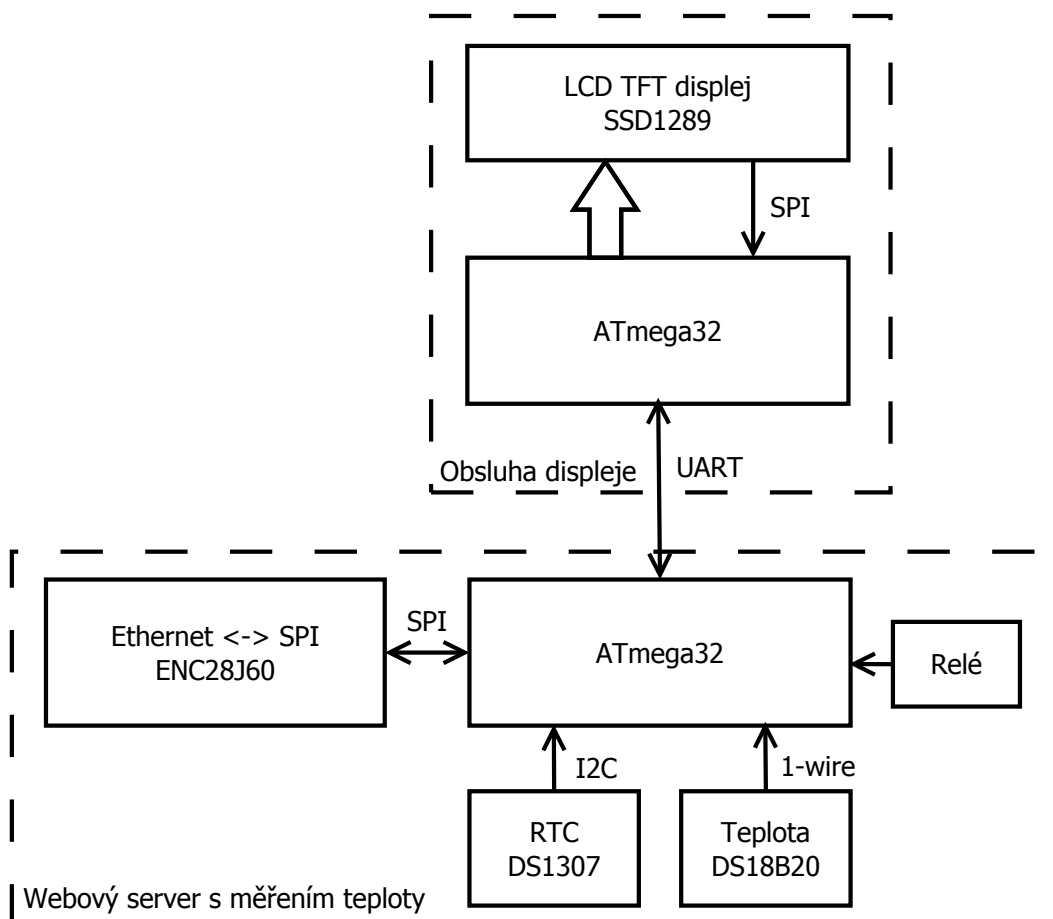 LCD TFT displej
SSD1289
SPI
ATmega32
Obsluha displeje
UART
Ethernet <-> SPI
ENC28J60
SPI
ATmega32
Relé
I2C
1-wire
RTC
DS1307
Teplota
DS18B20
Webový server s měřením teploty